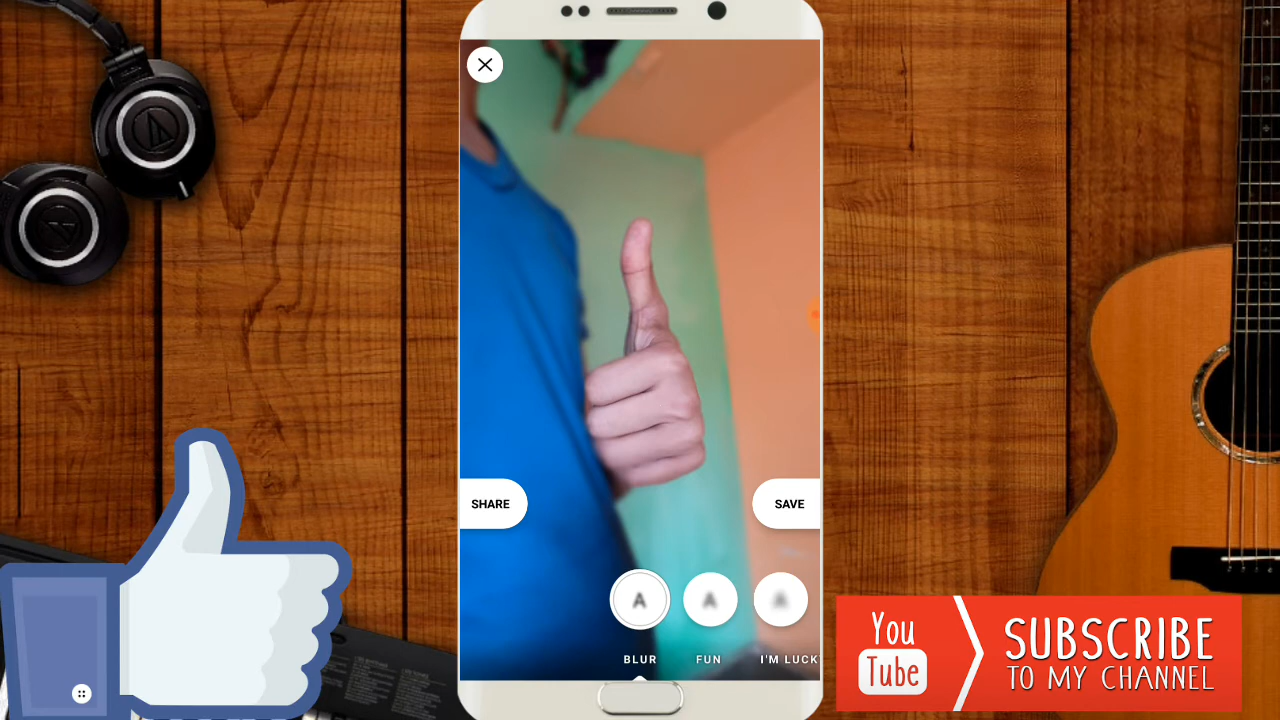 SHARE
SAVE
A A A
BLUR FUN I'M LUCK
You
Tube
SUBSCRIBE
TO MY CHANNEL